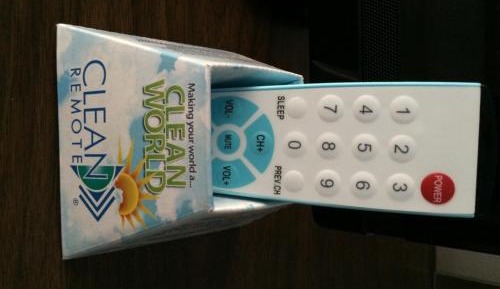 POWER
1 2 3
4 5 6
7 8 9
SLEEP 0 PREV.CH
CH+
VOL- MUTE VOL+
Making your world a...
CLEAN
WORLD
CLEAN
REMOTE®